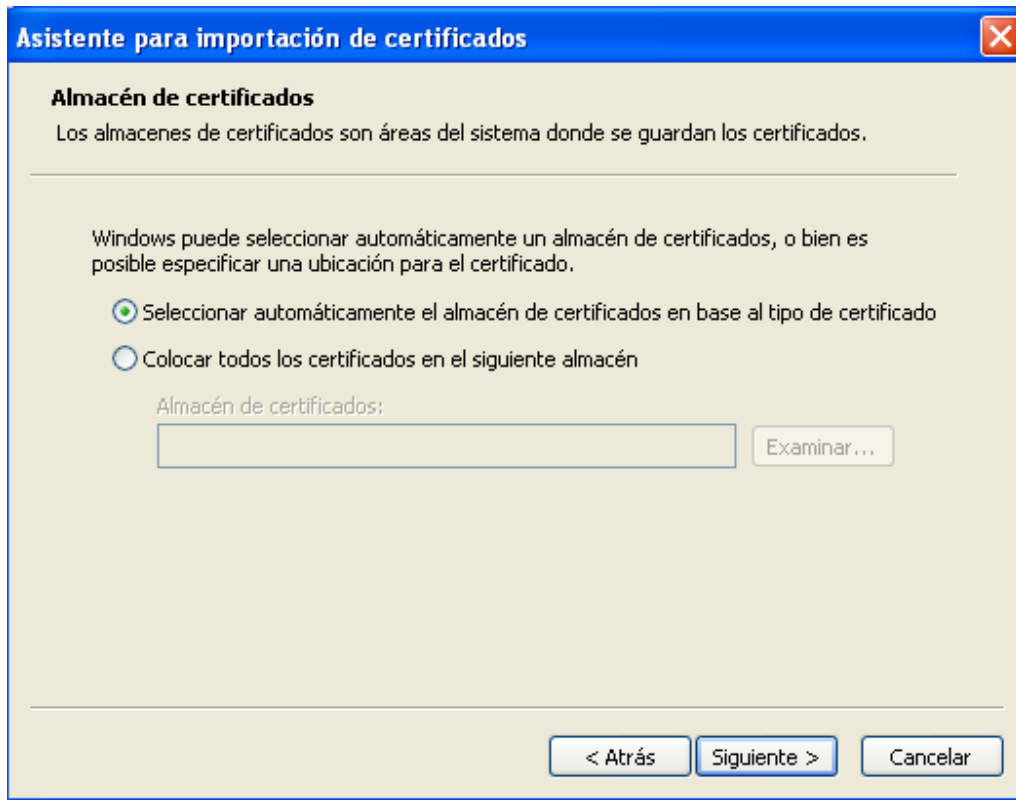 Asistente para importación de certificados
Almacén de certificados
Los almacenes de certificados son áreas del sistema donde se guardan los certificados.
Windows puede seleccionar automáticamente un almacén de certificados, o bien es
posible especificar una ubicación para el certificado.
Seleccionar automáticamente el almacén de certificados en base al tipo de certificado
Colocar todos los certificados en el siguiente almacén
Almacén de certificados:
Examinar...
< Atrás Siguiente > Cancelar